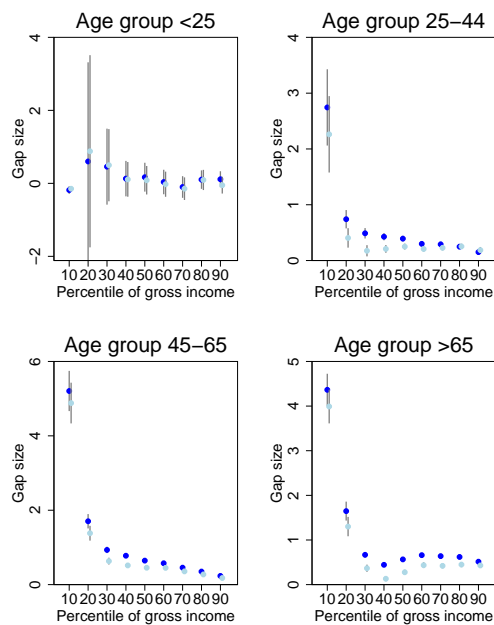 Age group <25
Gap size
4
2
0
−2
10 20 30 40 50 60 70 80 90
Percentile of gross income
Age group 25−44
Gap size
4
3
2
1
0
10 20 30 40 50 60 70 80 90
Percentile of gross income
Age group 45−65
Gap size
6
4
2
0
10 20 30 40 50 60 70 80 90
Percentile of gross income
Age group >65
Gap size
5
4
3
2
1
0
10 20 30 40 50 60 70 80 90
Percentile of gross income